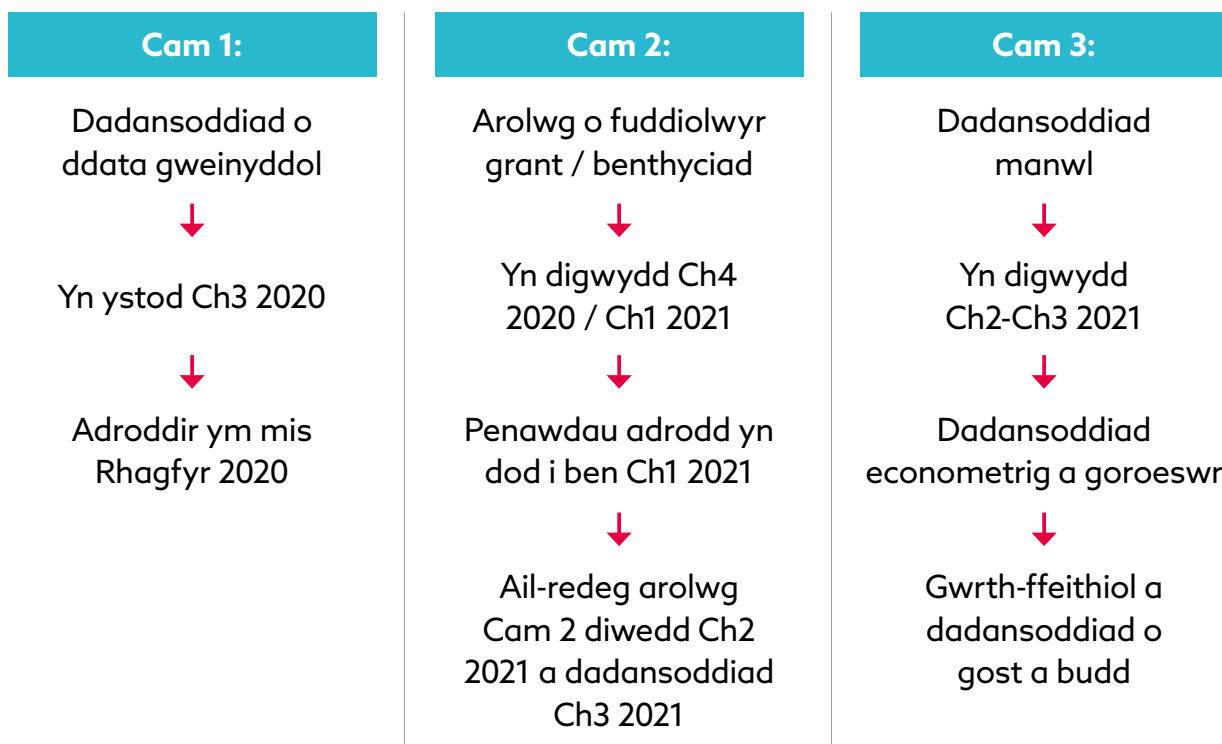 Cam 1:
Dadansoddiad o
ddata gweinyddol
Yn ystod Ch3 2020
Adroddir ym mis
Rhagfyr 2020
Cam 2:
Arolwg o fuddiolwyr
grant / benthyciad
Yn digwydd Ch4
2020 / Ch1 2021
Penawdau adrodd yn
dod i ben Ch1 2021
Ail-redeg arolwg
Cam 2 diwedd Ch2
2021 a dadansoddiad
Ch3 2021
Cam 3:
Dadansoddiad
manwl
Yn digwydd
Ch2-Ch3 2021
Dadansoddiad
econometrig a goroeswr
Gwrth-ffeithiol a
dadansoddiad o
gost a budd